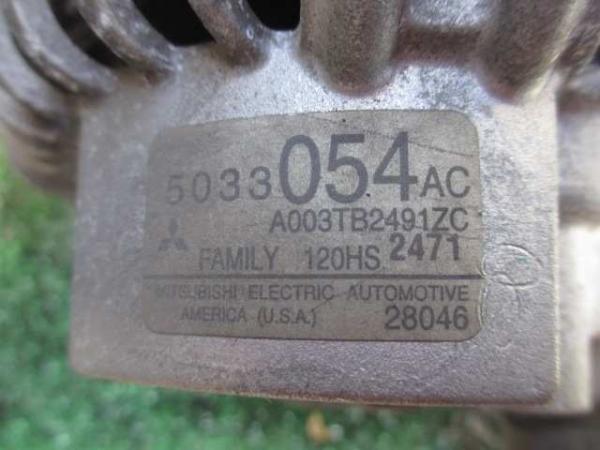 5033054AC
A003TB2491ZC
FAMILY 120HS 2471
MITSUBISHI ELECTRIC AUTOMOTIVE
AMERICA (U.S.A.) 28046